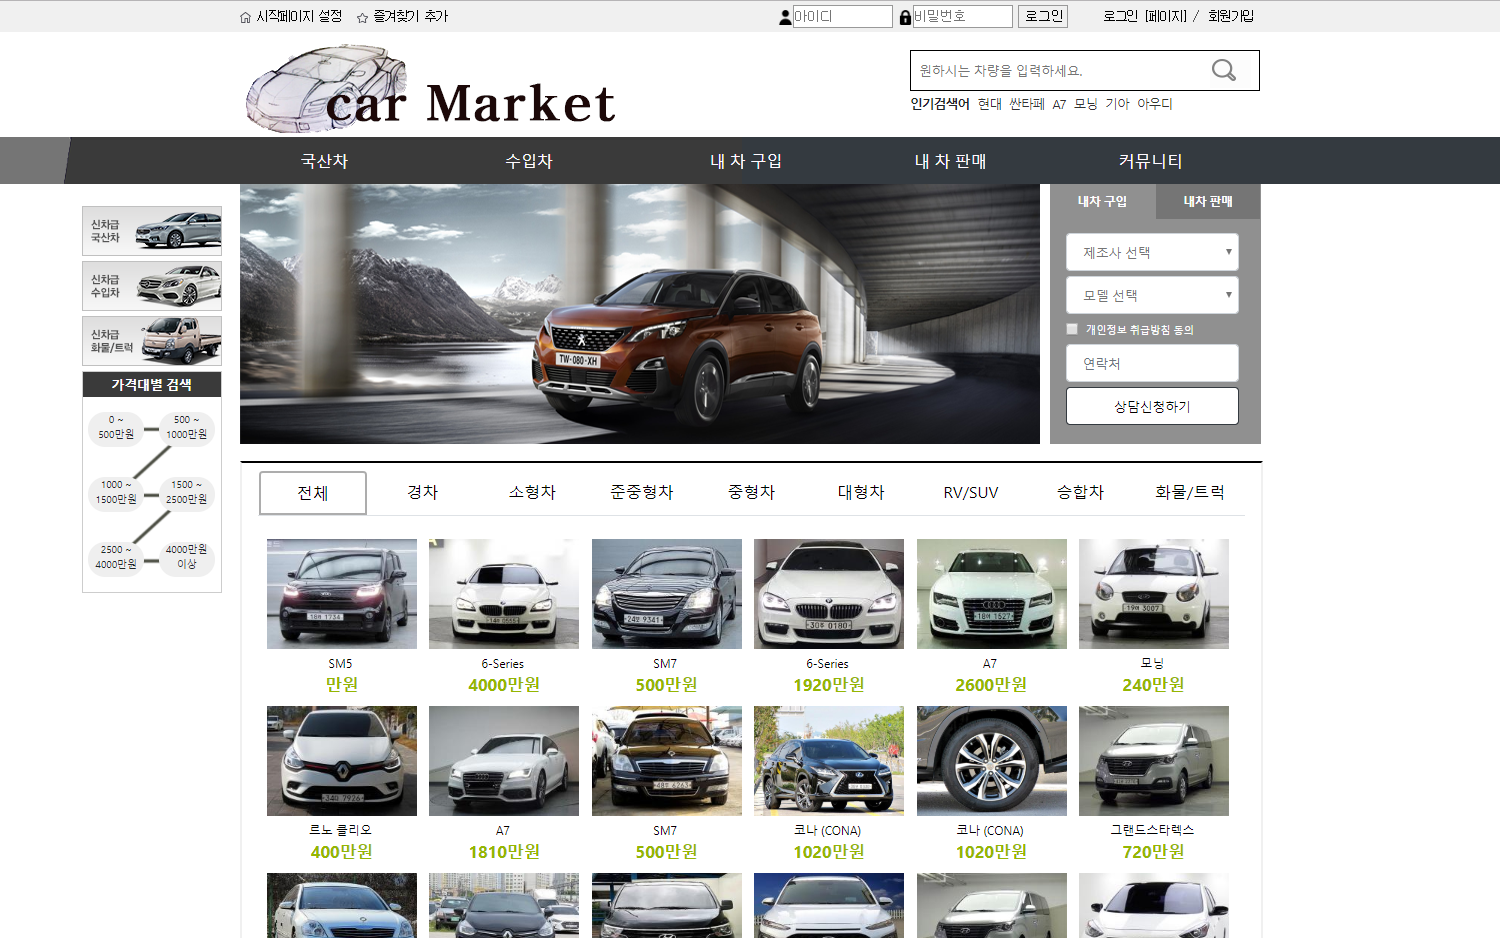 시작페이지 설정 즐겨찾기 추가
아이디 비밀번호 로그인 로그인 [페이지] / 회원가입
car Market
원하시는 차량을 입력하세요.
인기검색어 현대 싼타페 A7 모닝 기아 아우디
국산차 수입차 내 차 구입 내 차 판매 커뮤니티
신차급
국산차
신차급
수입차
신차급
화물/트럭
가격대별 검색
0 ~
500만원
500 ~
1000만원
1000 ~
1500만원
1500 ~
2500만원
2500 ~
4000만원
4000만원
이상
TW-080-XH
내차 구입 내차 판매
제조사 선택
모델 선택
개인정보 취급방침 동의
연락처
상담신청하기
전체 경차 소형차 준중형차 중형차 대형차 RV/SUV 승합차 화물/트럭
SM5 6-Series SM7 6-Series A7 모닝
만원 4000만원 500만원 1920만원 2600만원 240만원
르노 클리오 A7 SM7 코나 (CONA) 코나 (CONA) 그랜드스타렉스
400만원 1810만원 500만원 1020만원 1020만원 720만원